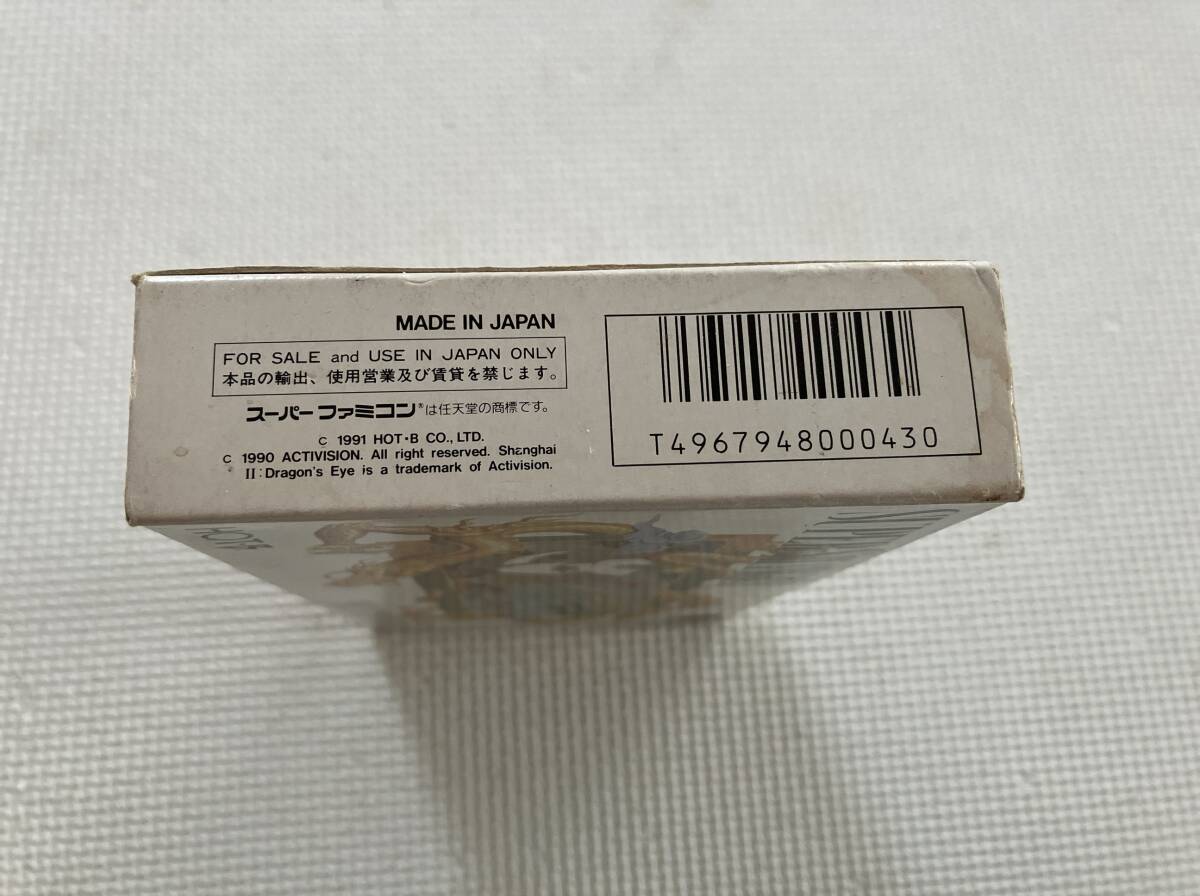 MADE IN JAPAN
FOR SALE and USE IN JAPAN ONLY
本品の輸出、使用営業及び賃貸を禁じます。
スーパーファミコン®は任天堂の商標です。
C 1991 HOT・B CO., LTD.
C 1990 ACTIVISION. All right reserved. Shanghai
II:Dragon's Eye is a trademark of Activision.
T4967948000430
HOT・B